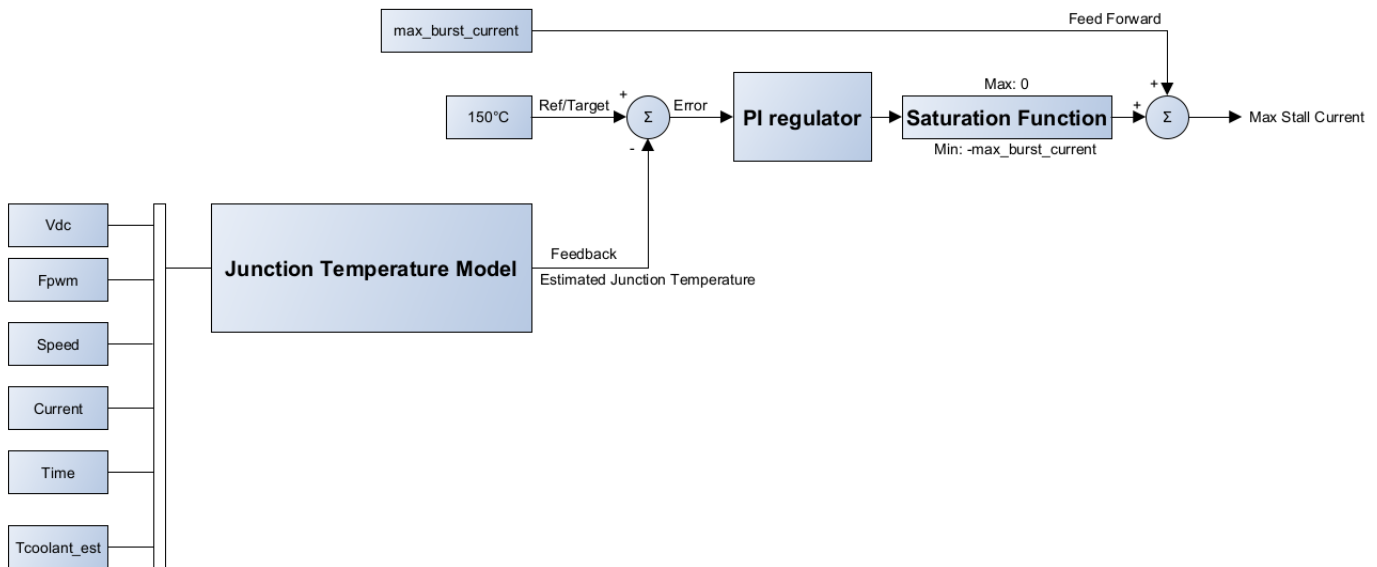 Feed Forward
max_burst_current
+
Max: 0
150°C
Ref/Target
+
Σ
Error
PI regulator
Saturation Function
+
Σ
Max Stall Current
-
Min: -max_burst_current
Vdc
Fpwm
Speed
Current
Time
Tcoolant_est
Junction Temperature Model
Feedback
Estimated Junction Temperature